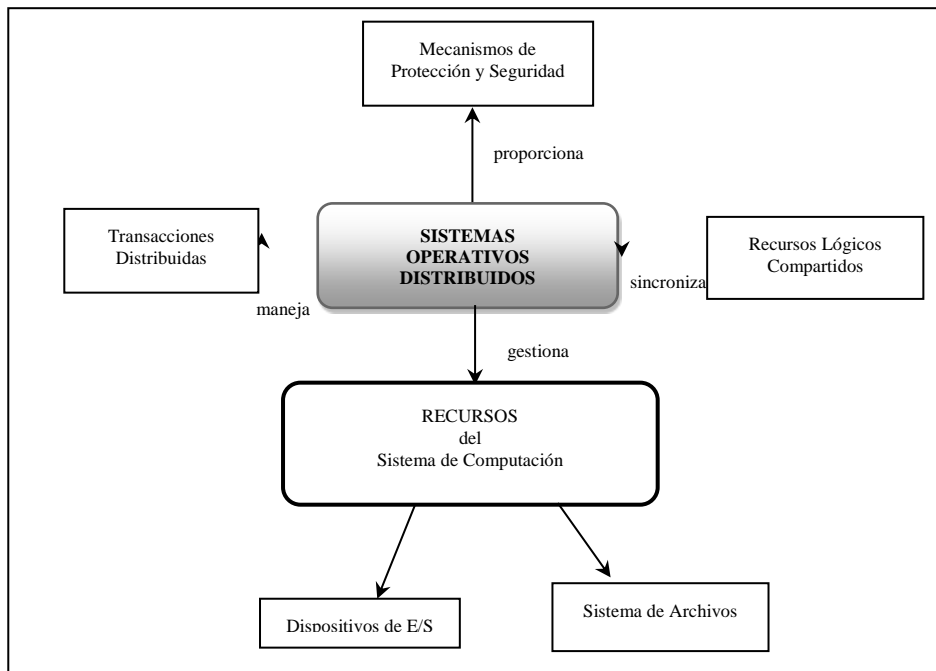 Mecanismos de
Protección y Seguridad
proporciona
Transacciones
Distribuidas
SISTEMAS
OPERATIVOS
DISTRIBUIDOS
Recursos Lógicos
Compartidos
maneja
sincroniza
gestiona
RECURSOS
del
Sistema de Computación
Dispositivos de E/S
Sistema de Archivos